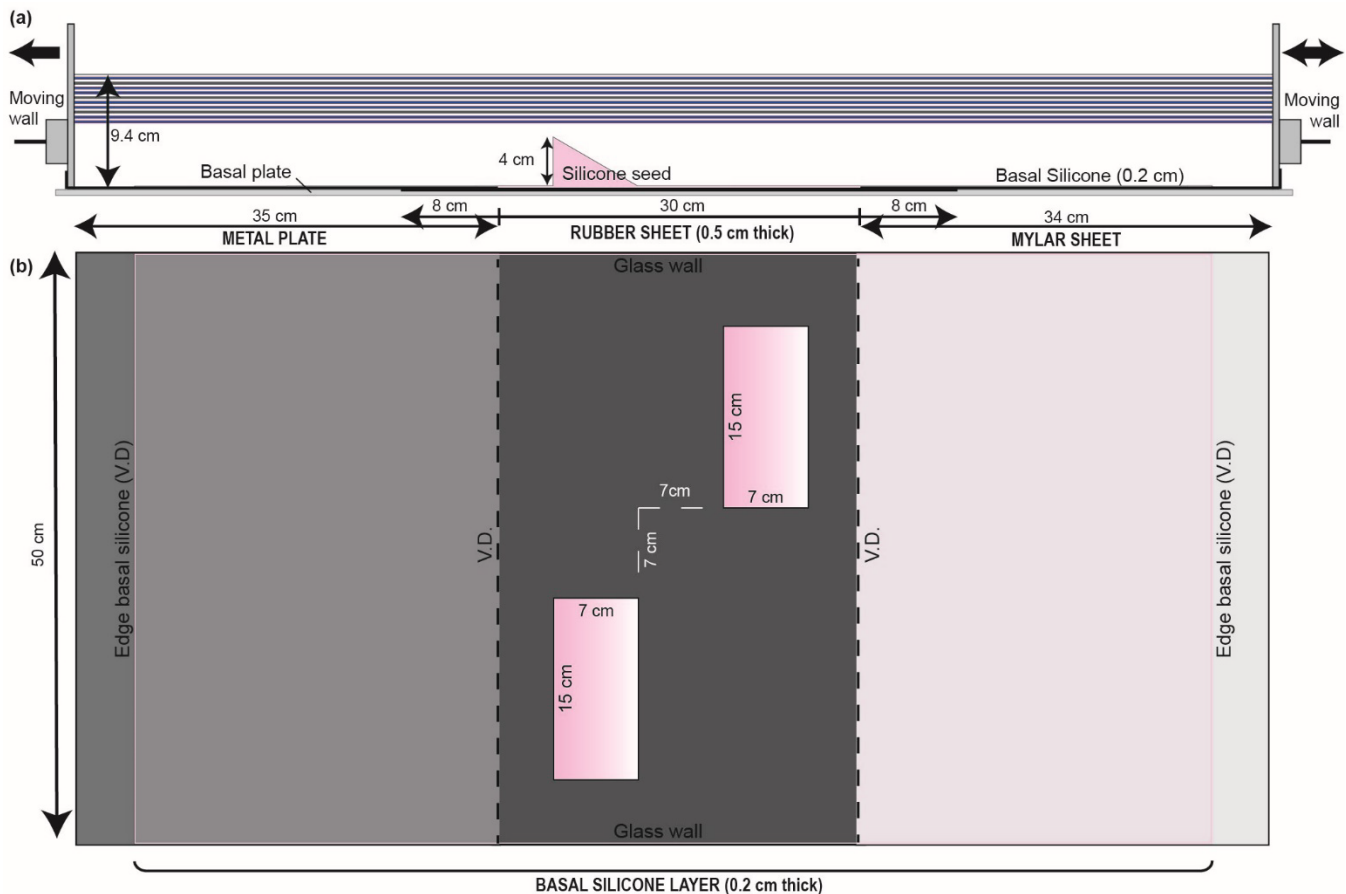 (a)
Moving
wall
9.4 cm
4 cm
Silicone seed
Basal plate
Basal Silicone (0.2 cm)
Moving
wall
35 cm
8 cm
30 cm
8 cm
34 cm
METAL PLATE
RUBBER SHEET (0.5 cm thick)
MYLAR SHEET
(b)
Glass wall
50 cm
Edge basal silicone (V.D)
V.D.
15 cm
7 cm
7cm
7 cm
7 cm
15 cm
V.D.
Edge basal silicone (V.D)
Glass wall
BASAL SILICONE LAYER (0.2 cm thick)